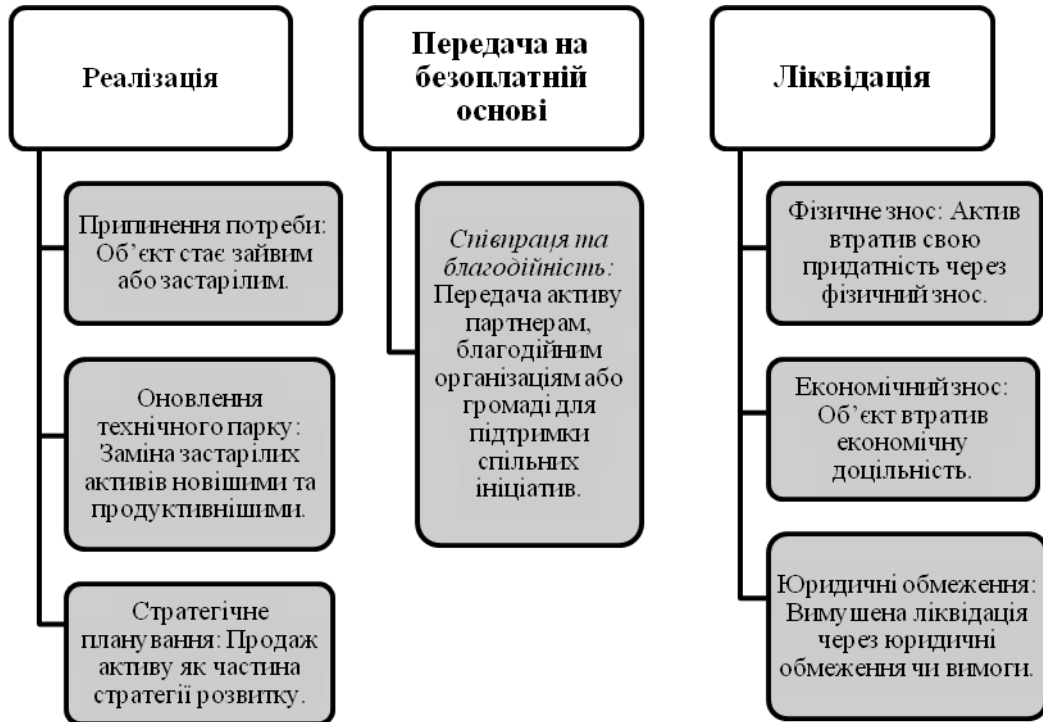 Реалізація
Припинення потреби:
Об’єкт стає зайвим
або застарілим.
Оновлення
технічного парку:
Заміна застарілих
активів новішими та
продуктивнішими.
Стратегічне
планування: Продаж
активу як частина
стратегії розвитку.
Передача на
безоплатній
основі
Співпраця та
благодійність:
Передача активу
партнерам,
благодійним
організаціям або
громаді для
підтримки
спільних
ініціатив.
Ліквідація
Фізичне знос: Актив
втратив свою
придатність через
фізичний знос.
Економічний знос:
Об’єкт втратив
економічну
доцільність.
Юридичні обмеження:
Вимушена ліквідація
через юридичні
обмеження чи вимоги.